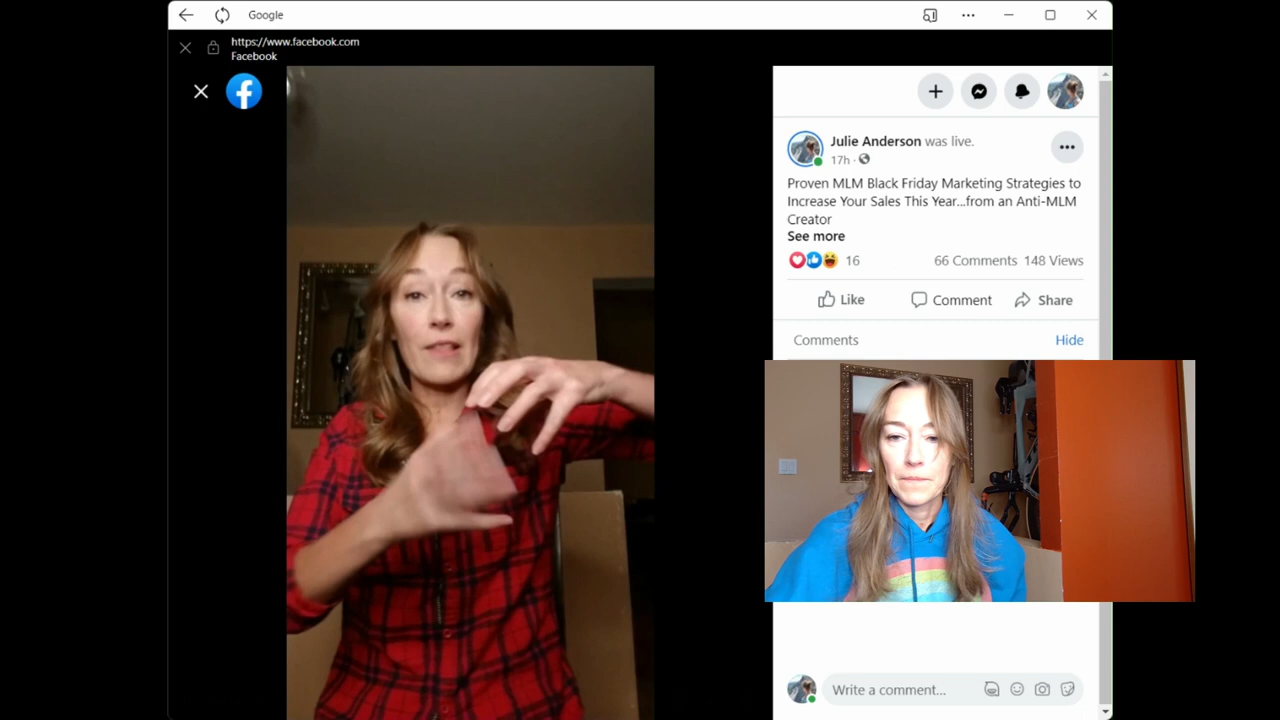 Google
https://www.facebook.com
Facebook
Julie Anderson was live.
17h ·
Proven MLM Black Friday Marketing Strategies to
Increase Your Sales This Year...from an Anti-MLM
Creator
See more
16 66 Comments 148 Views
Like Comment Share
Comments Hide
Write a comment...